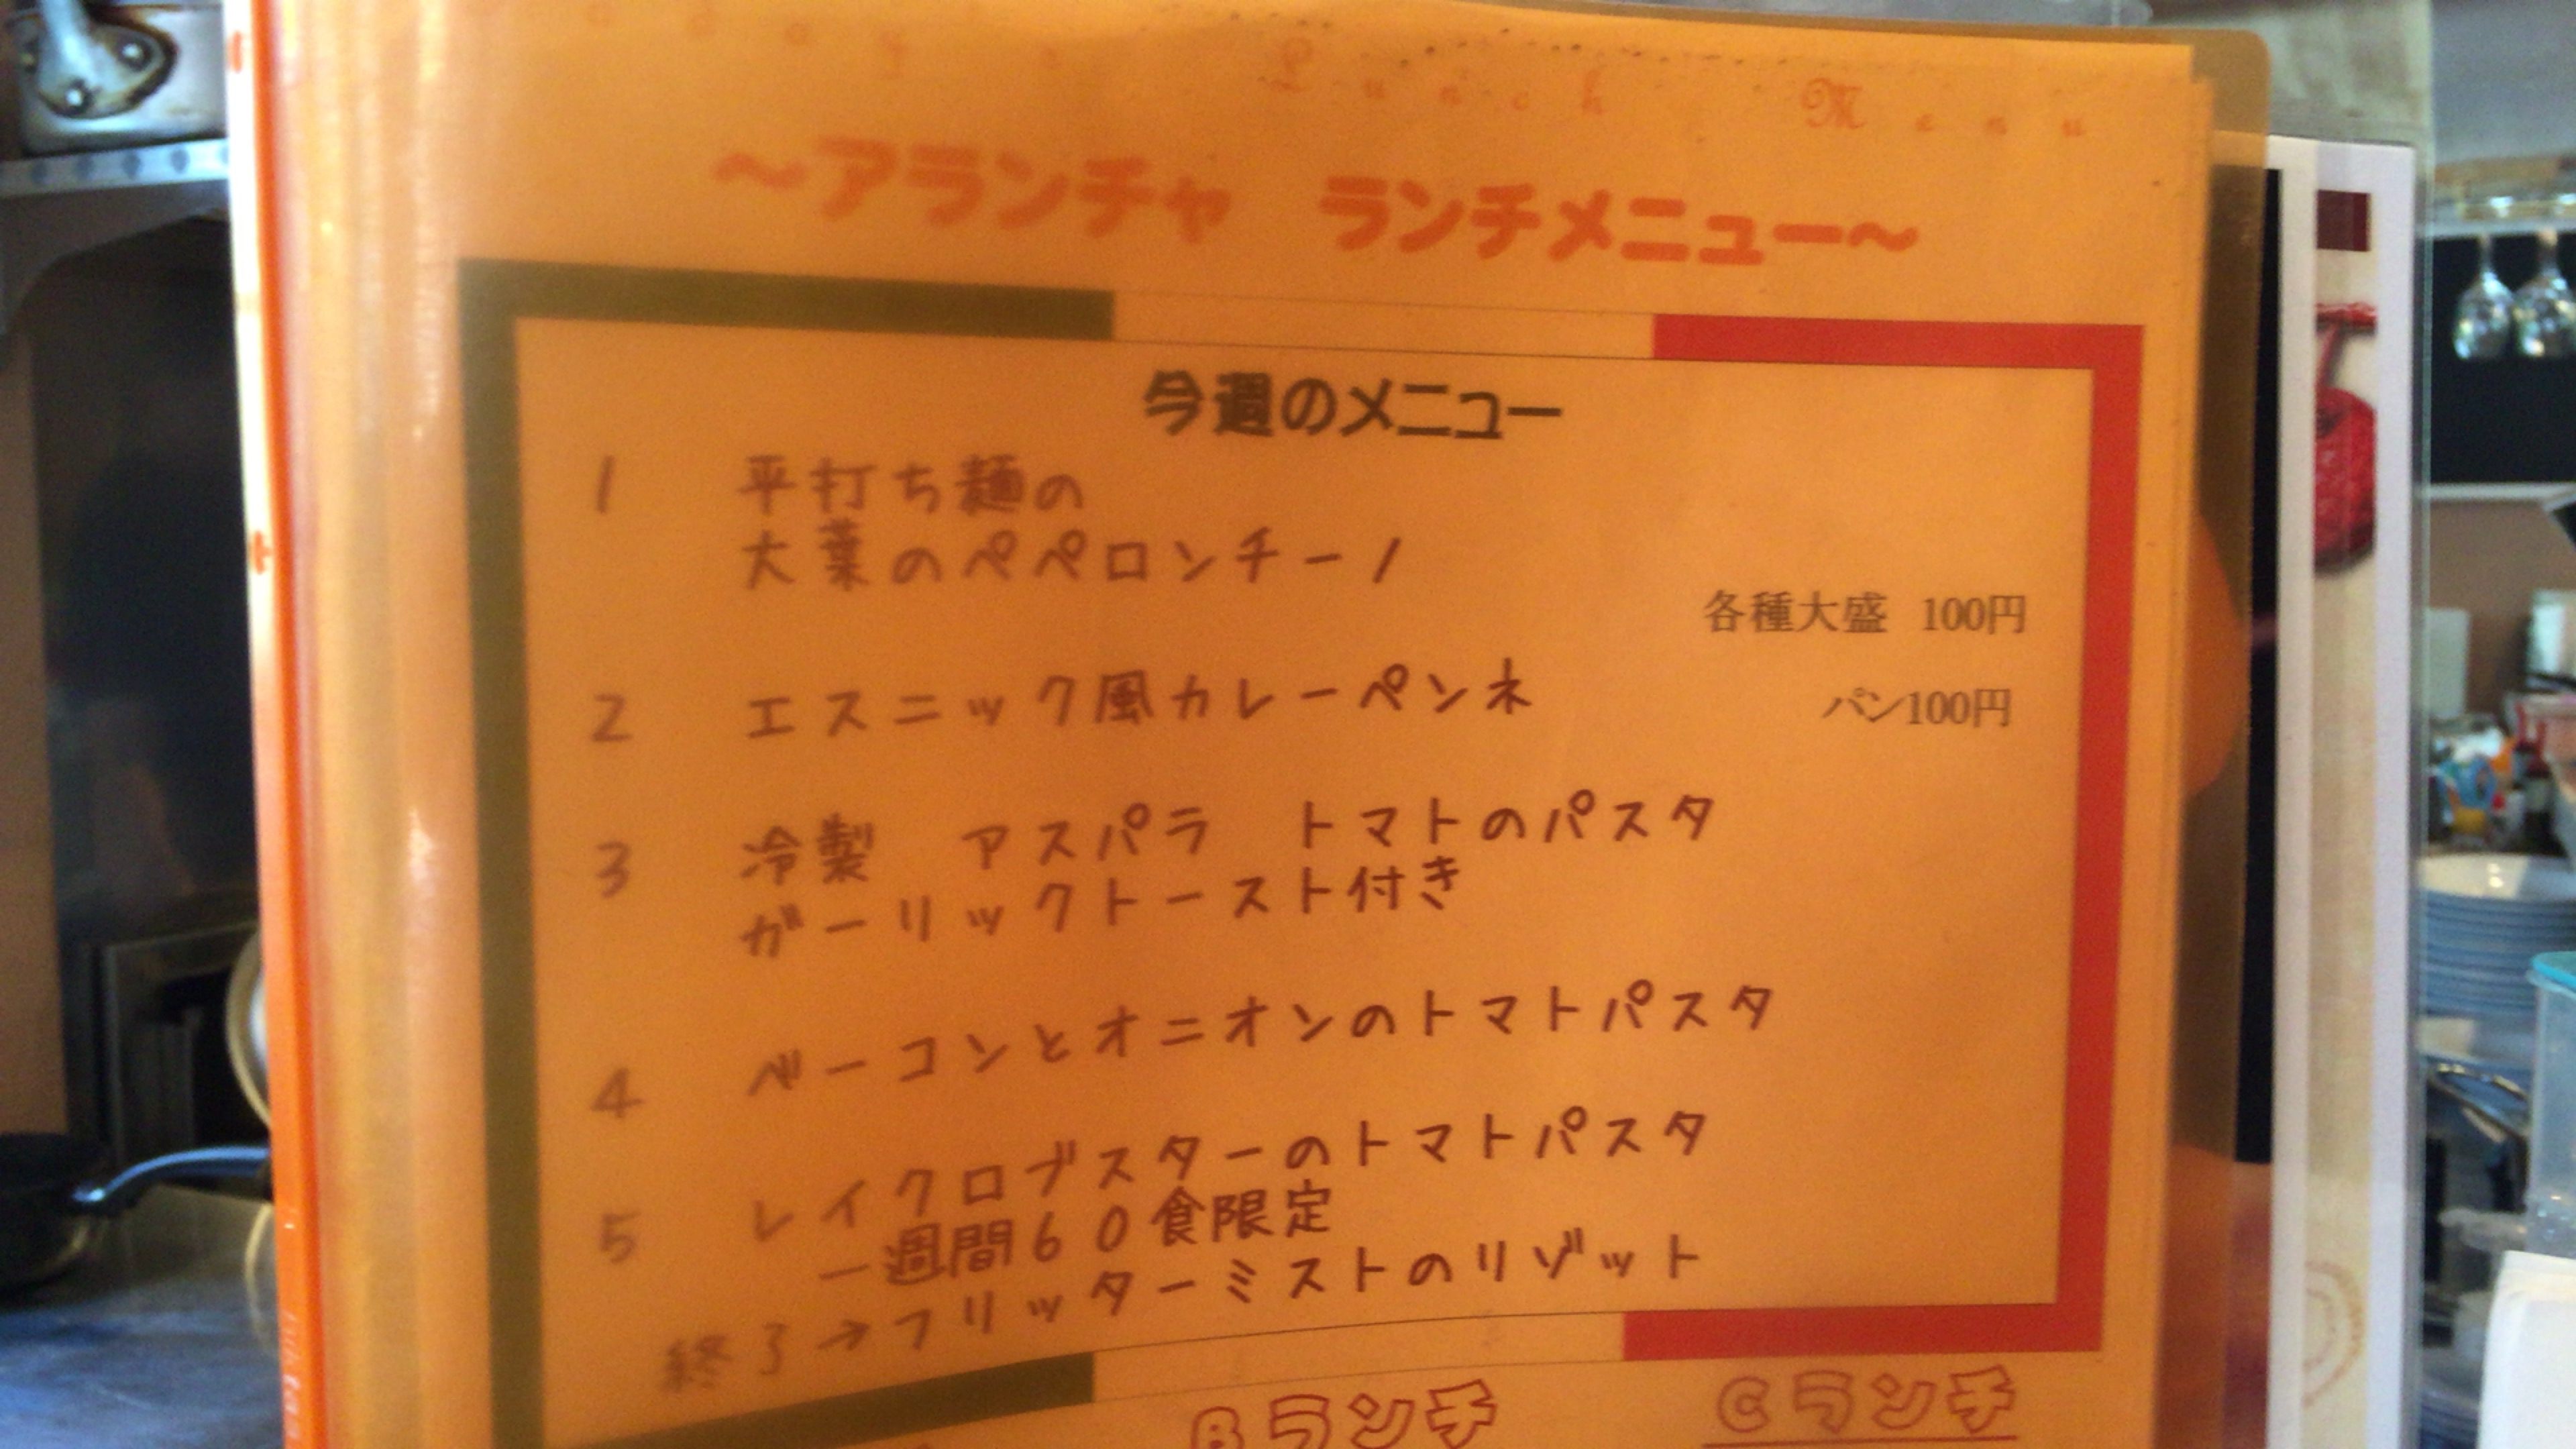 Lunch Menu
〜アランチャ ランチメニュー〜
今週のメニュー
1 平打ち麺の
大葉のペペロンチーノ
各種大盛 100円
2 エスニック風カレーペンネ
パン100円
3 冷製 アスパラ トマトのパスタ
ガーリックトースト付き
4 ベーコンとオニオンのトマトパスタ
5 レイクロブスターのトマトパスタ
一週間60食限定
終了→フリッターミストのリゾット
Bランチ Cランチ